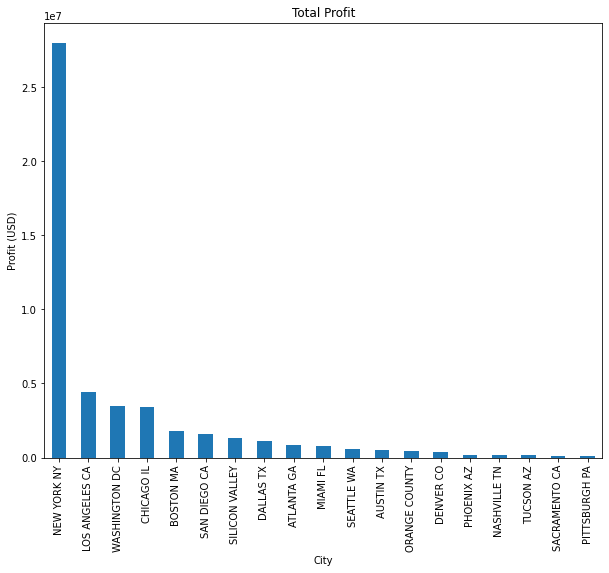 Total Profit
1e7
Profit (USD)
2.5
2.0
1.5
1.0
0.5
0.0
NEW YORK NY
LOS ANGELES CA
WASHINGTON DC
CHICAGO IL
BOSTON MA
SAN DIEGO CA
SILICON VALLEY
DALLAS TX
ATLANTA GA
MIAMI FL
SEATTLE WA
AUSTIN TX
ORANGE COUNTY
DENVER CO
PHOENIX AZ
NASHVILLE TN
TUCSON AZ
SACRAMENTO CA
PITTSBURGH PA
City